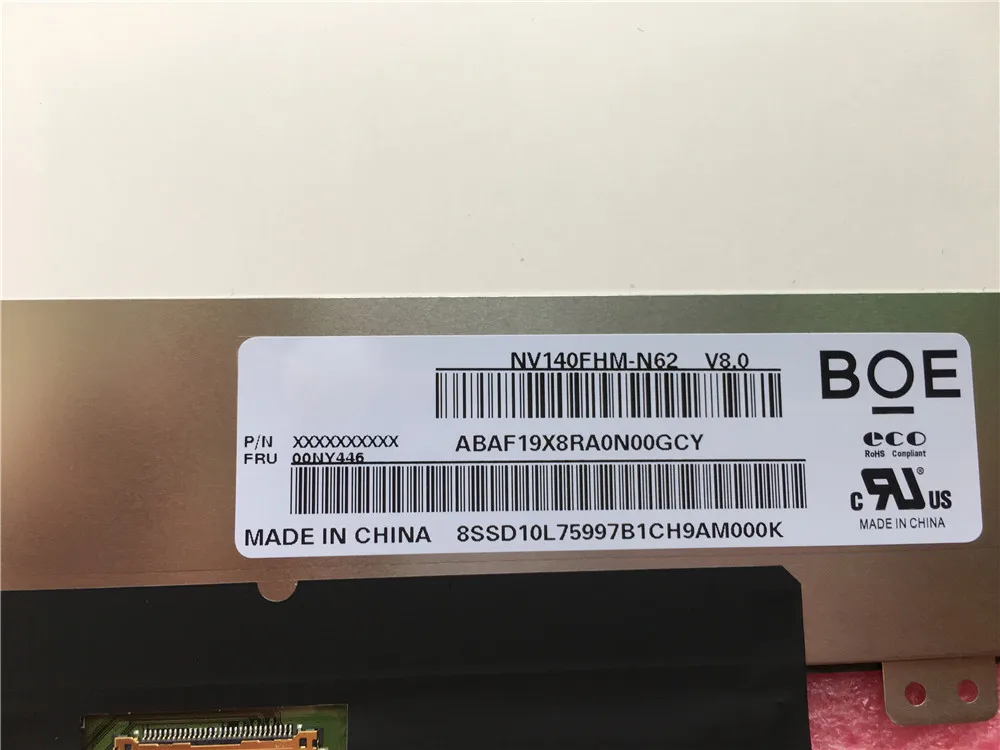 NV140FHM-N62 V8.0
BOE
P/N XXXXXXXXXX
ABAF19X8RA0N00GCY
FRU 00NY446
eco
RoHS Compliant
C RU® US
MADE IN CHINA
MADE IN CHINA 8SSD10L75997B1CH9AM000K